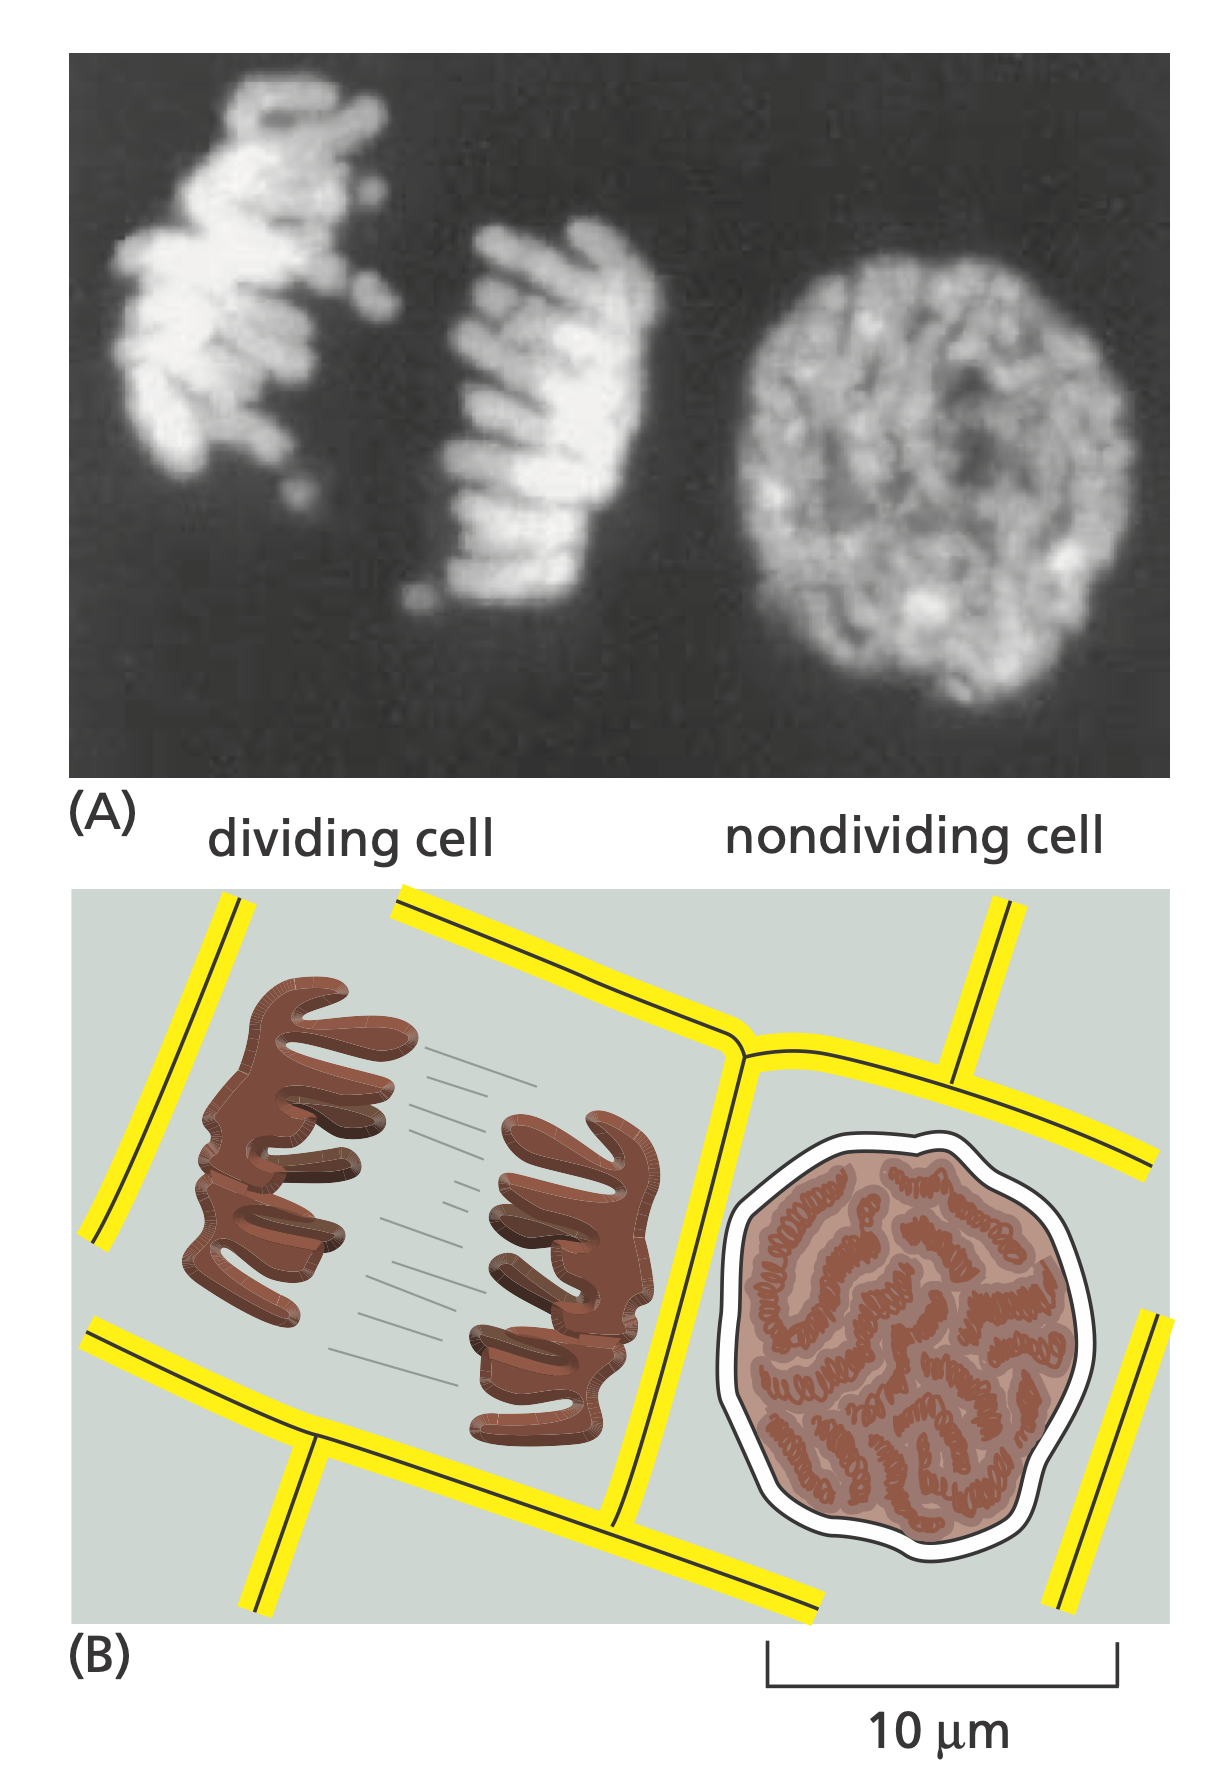 (A)
dividing cell
nondividing cell
(B)
10 μm